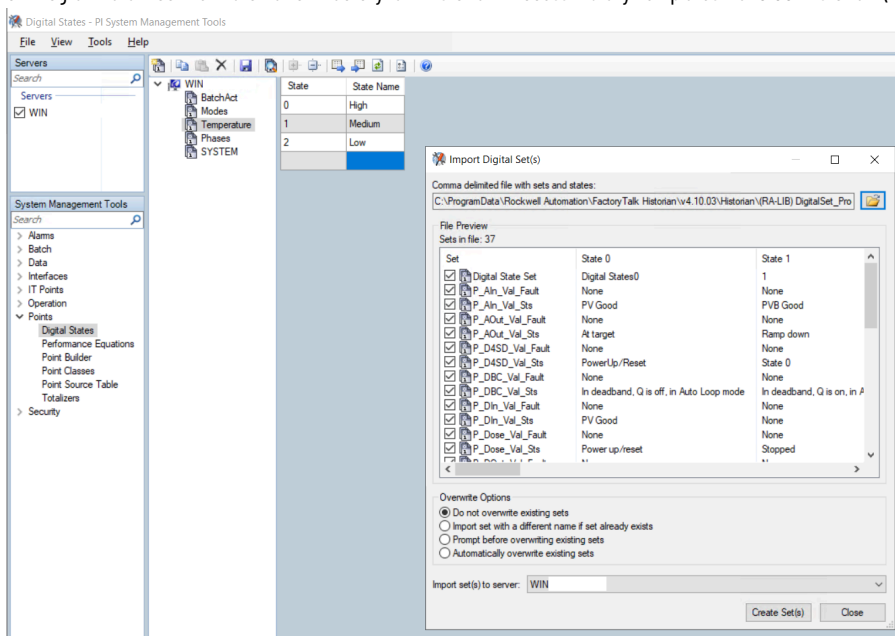 Digital States - PI System Management Tools
File View Tools Help
Servers
Search
Servers
WIN
System Management Tools
Search
Alarms
Batch
Data
Interfaces
IT Points
Operation
Points
Digital States
Performance Equations
Point Builder
Point Classes
Point Source Table
Totalizers
Security
WIN
BatchAct
Modes
Temperature
Phases
SYSTEM
State State Name
0 High
1 Medium
2 Low
Import Digital Set(s)
Comma delimited file with sets and states:
C:\ProgramData\Rockwell Automation\FactoryTalk Historian\v4.10.03\Historian\(RA-LIB) DigitalSet_Pro
File Preview
Sets in file: 37
Set State 0 State 1
Digital State Set Digital States0 1
P_AIn_Val_Fault None None
P_AIn_Val_Sts PV Good PVB Good
P_AOut_Val_Fault None None
P_AOut_Val_Sts At target Ramp down
P_D4SD_Val_Fault None None
P_D4SD_Val_Sts PowerUp/Reset State 0
P_DBC_Val_Fault None None
P_DBC_Val_Sts In deadband, Q is off, in Auto Loop mode In deadband, Q is on, in A
P_DIn_Val_Fault None None
P_DIn_Val_Sts PV Good None
P_Dose_Val_Fault None None
P_Dose_Val_Sts Power up/reset Stopped
Overwrite Options
Do not overwrite existing sets
Import set with a different name if set already exists
Prompt before overwriting existing sets
Automatically overwrite existing sets
Import set(s) to server: WIN
Create Set(s) Close